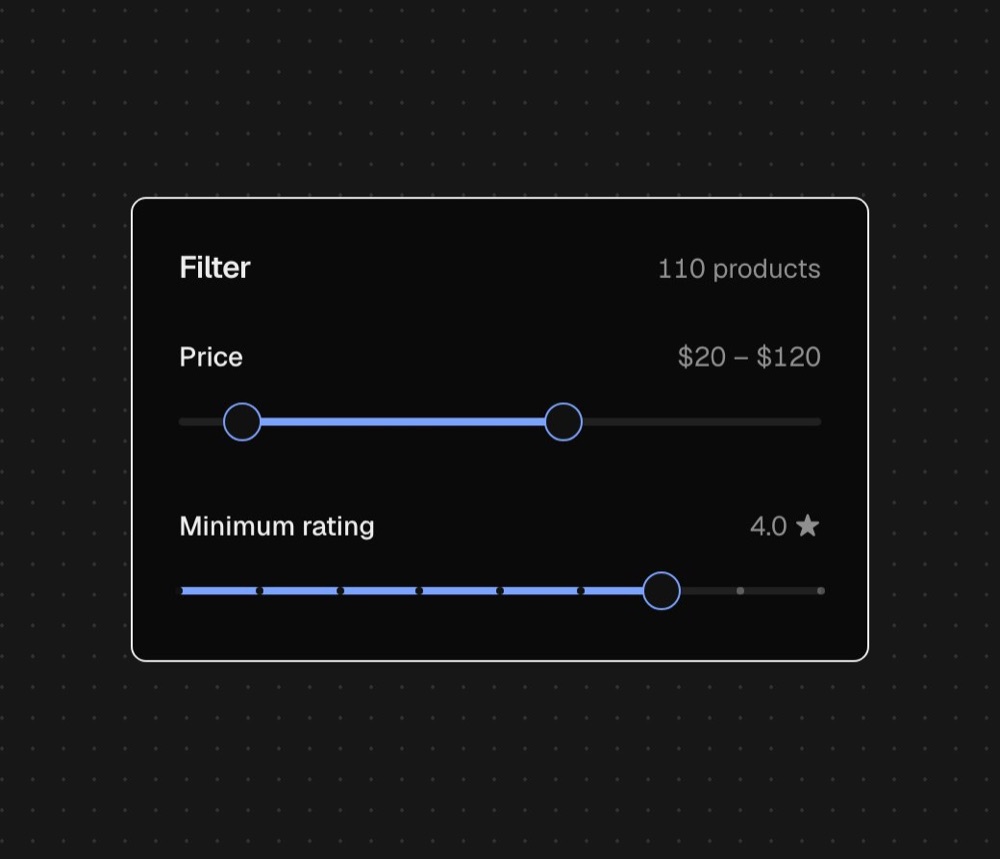 Filter
110 products
Price
$20 – $120
Minimum rating
4.0 ★